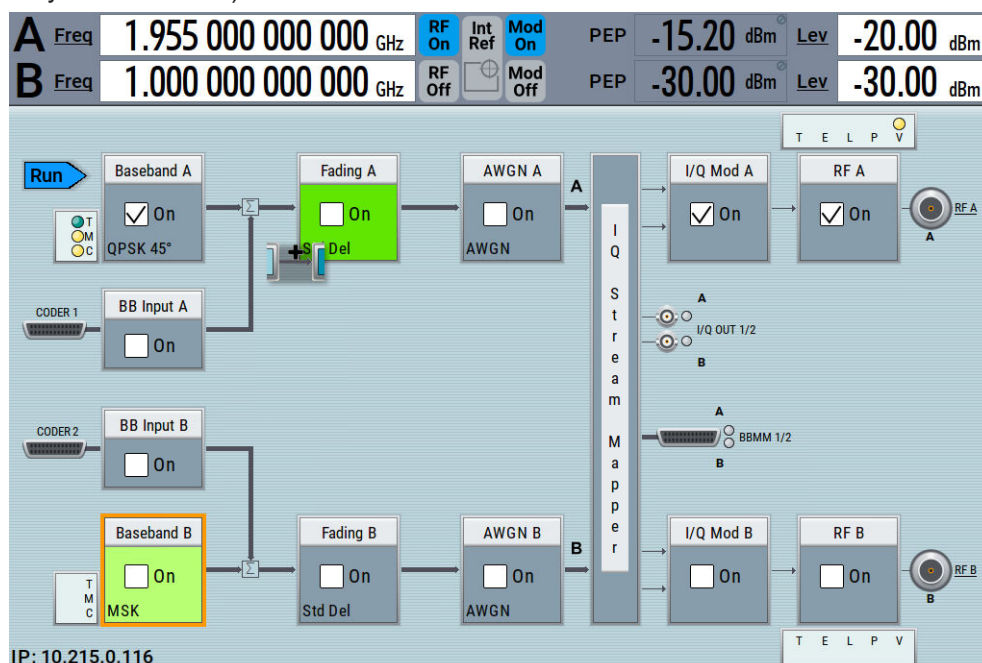 A Freq 1.955 000 000 000 GHz RF On Int Ref Mod On PEP -15.20 dBm Lev -20.00 dBm
B Freq 1.000 000 000 000 GHz RF Off Mod Off PEP -30.00 dBm Lev -30.00 dBm
T E L P V
Run
Baseband A
On
QPSK 45°
T
M
C
Σ
Fading A
On
Del
AWGN A
On
AWGN
A
I/Q Mod A
On
RF A
On
RF A
A
CODER 1
BB Input A
On
IQ Stream Mapper
A
I/Q OUT 1/2
B
CODER 2
BB Input B
On
A
BBMM 1/2
B
Baseband B
On
MSK
T
M
C
Σ
Fading B
On
Std Del
AWGN B
On
AWGN
B
I/Q Mod B
On
RF B
On
RF B
B
T E L P V
IP: 10.215.0.116